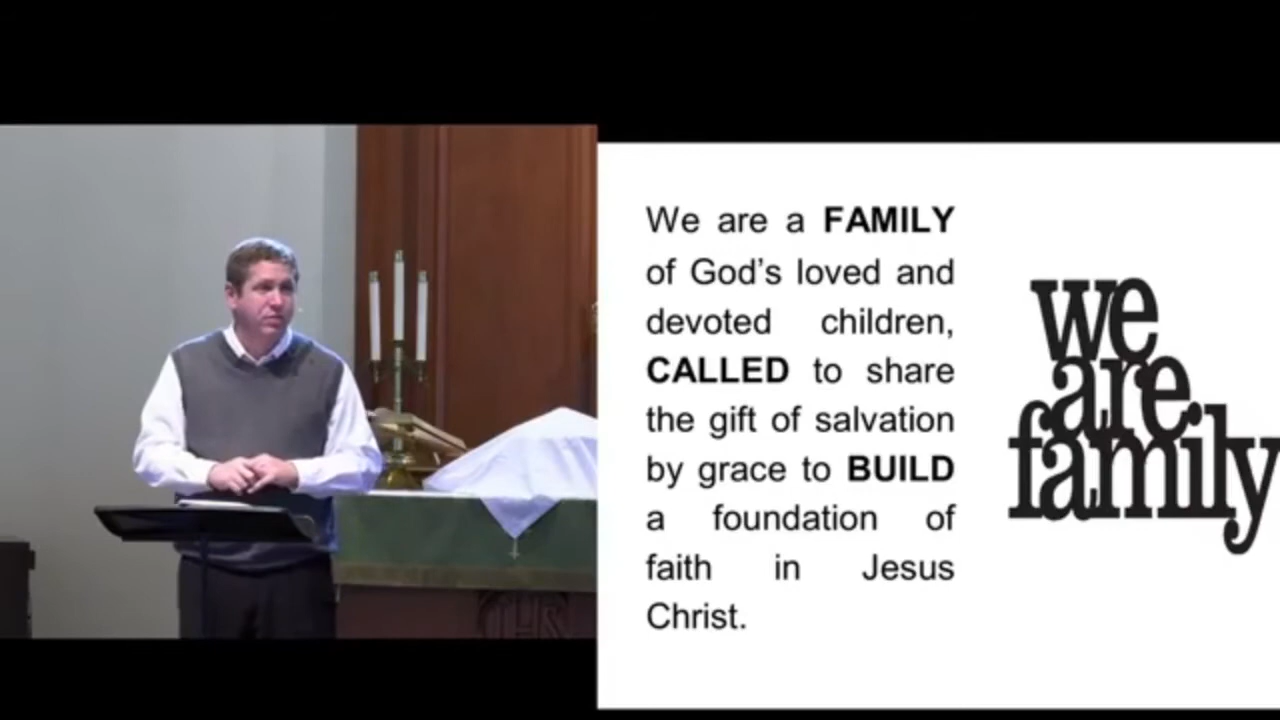 We are a FAMILY
of God’s loved and
devoted children,
CALLED to share
the gift of salvation
by grace to BUILD
a foundation of
faith in Jesus
Christ.
we
are
family
IHS